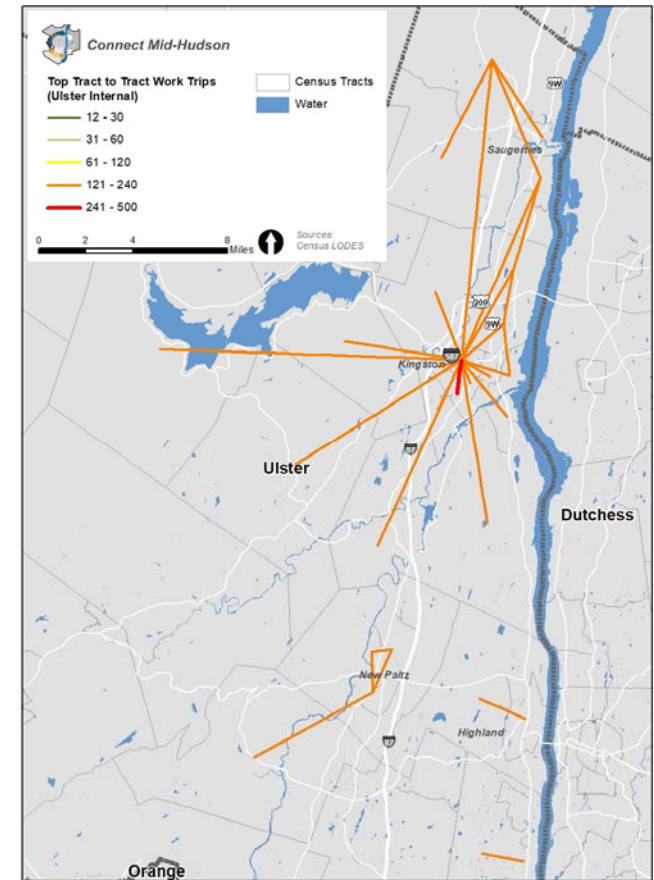 Connect Mid-Hudson
Top Tract to Tract Work Trips
(Ulster Internal)
12 - 30
31 - 60
61 - 120
121 - 240
241 - 500
Census Tracts
Water
0 2 4 8
Miles
Sources:
Census LODES
9W
Saugerties
209
9W
587
Kingston
Ulster
Dutchess
New Paltz
Highland
Orange